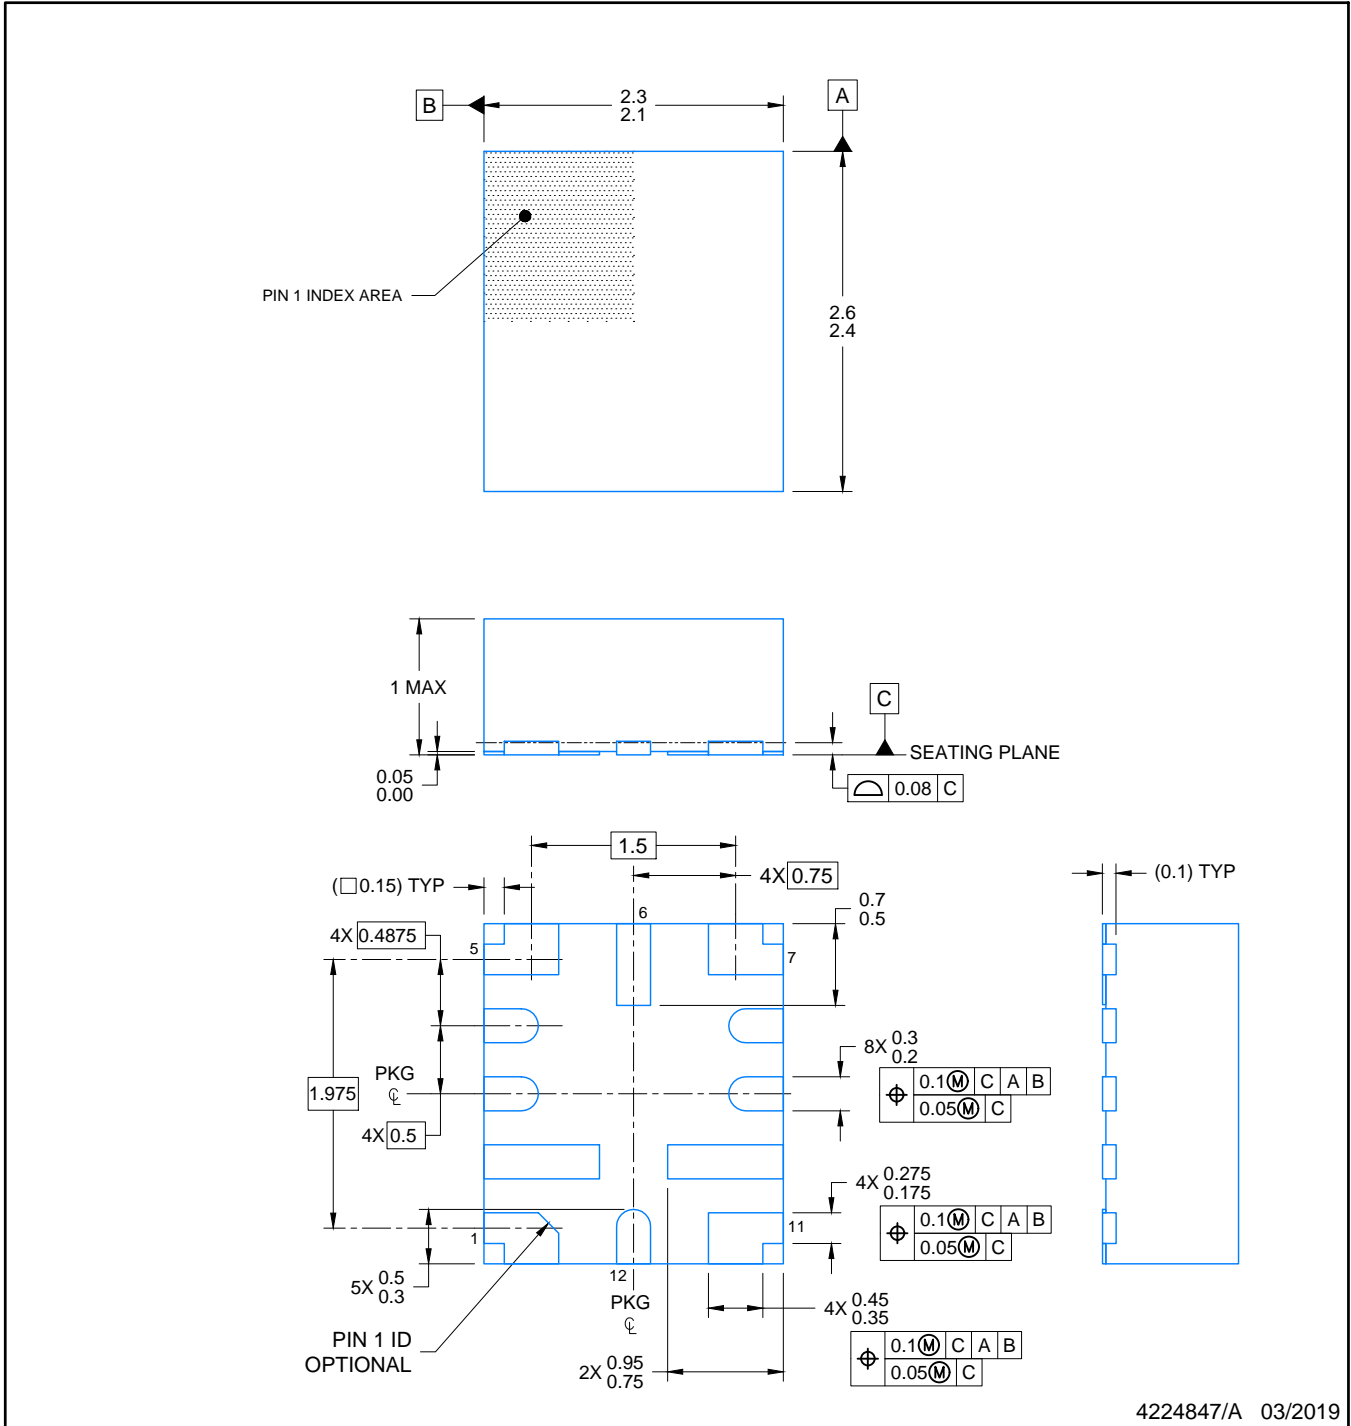 B
2.3
2.1
A
PIN 1 INDEX AREA
2.6
2.4
1 MAX
C
SEATING PLANE
0.05
0.00
0.08 C
1.5
(□0.15) TYP
4X 0.75
(0.1) TYP
0.7
0.5
6
4X 0.4875
5
7
8X 0.3
0.2
PKG
℄
0.1Ⓜ C A B
0.05Ⓜ C
1.975
4X 0.5
4X 0.275
0.175
0.1Ⓜ C A B
0.05Ⓜ C
1
11
12
5X 0.5
0.3
PKG
℄
4X 0.45
0.35
PIN 1 ID
OPTIONAL
0.1Ⓜ C A B
0.05Ⓜ C
2X 0.95
0.75
4224847/A 03/2019